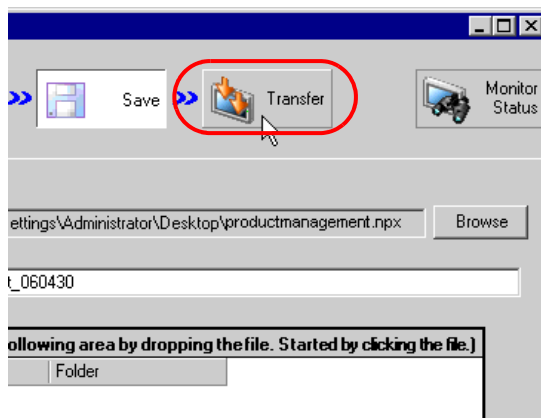 Save
Transfer
Monitor
Status
ettings\Administrator\Desktop\productmanagement.npx
Browse
t_060430
ollowing area by dropping the file. Started by clicking the file.)
Folder